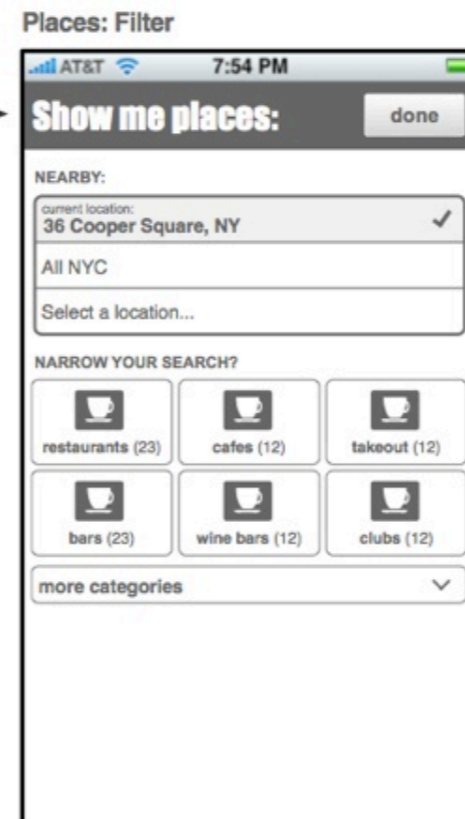 Places: Filter
AT&T 7:54 PM
Show me places: done
NEARBY:
current location:
36 Cooper Square, NY
All NYC
Select a location...
NARROW YOUR SEARCH?
restaurants (23) cafes (12) takeout (12)
bars (23) wine bars (12) clubs (12)
more categories